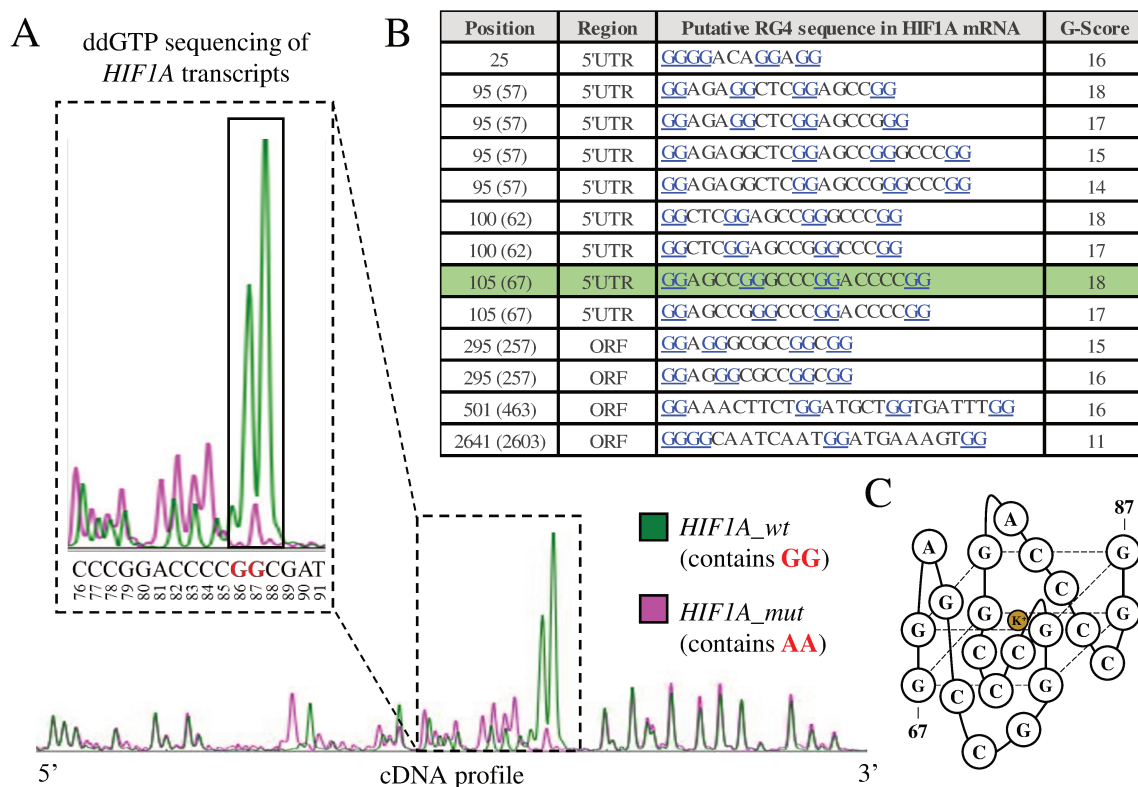 A
ddGTP sequencing of
HIF1A transcripts
CCCGGACCCCGGCGAT
76 77 78 79 80 81 82 83 84 85 86 87 88 89 90 91
5’
cDNA profile
3’
HIF1A_wt
(contains GG)
HIF1A_mut
(contains AA)
B
Position Region Putative RG4 sequence in HIF1A mRNA G-Score
25 5'UTR GGGGACAGGAGG 16
95 (57) 5'UTR GGAGAGGCTCGGAGCCGG 18
95 (57) 5'UTR GGAGAGGCTCGGAGCCGGG 17
95 (57) 5'UTR GGAGAGGCTCGGAGCCGGGCCCGG 15
95 (57) 5'UTR GGAGAGGCTCGGAGCCGGGCCCGG 14
100 (62) 5'UTR GGCTCGGAGCCGGGCCCGG 18
100 (62) 5'UTR GGCTCGGAGCCGGGCCCGG 17
105 (67) 5'UTR GGAGCCGGGCCCGGACCCCGG 18
105 (67) 5'UTR GGAGCCGGGCCCGGACCCCGG 17
295 (257) ORF GGAGGGCGCCGGCGG 15
295 (257) ORF GGAGGGCGCCGGCGG 16
501 (463) ORF GGAAACTTCTGGATGCTGGTGATTTGG 16
2641 (2603) ORF GGGGCAATCAATGGATGAAAGTGG 11
C
87
A
A G C G
C
G G K⁺ G
G G C
C C C
G C G
67 C
C G